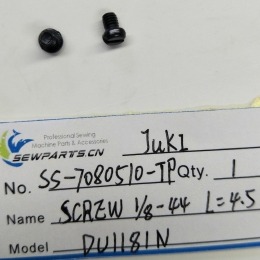 Juki
Professional Sewing
Machine Parts & Accessories
SEWPARTS.CN
No. SS-7080510-TP Qty. 1
Name SCREW 1/8-44 L=4.5
Model DU1181N